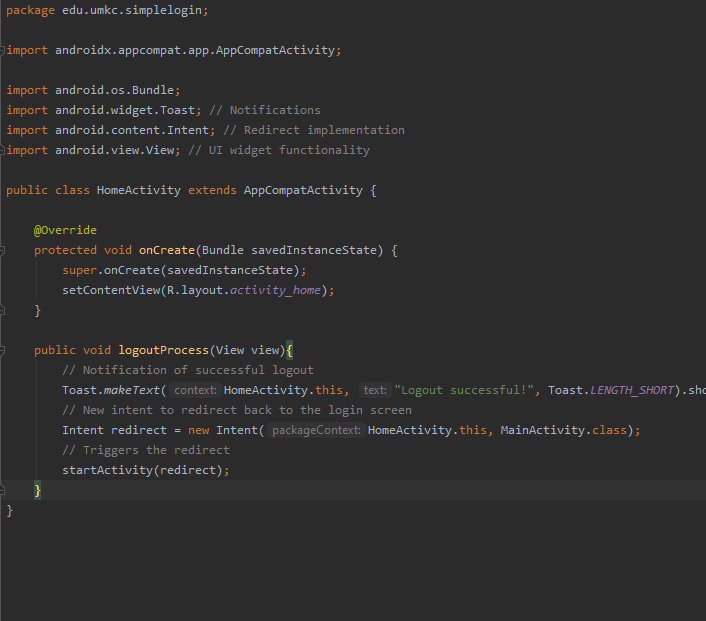 package edu.umkc.simplelogin;
import androidx.appcompat.app.AppCompatActivity;
import android.os.Bundle;
import android.widget.Toast; // Notifications
import android.content.Intent; // Redirect implementation
import android.view.View; // UI widget functionality
public class HomeActivity extends AppCompatActivity {
@Override
protected void onCreate(Bundle savedInstanceState) {
super.onCreate(savedInstanceState);
setContentView(R.layout.activity_home);
}
public void logoutProcess(View view){
// Notification of successful logout
Toast.makeText( context: HomeActivity.this, text: "Logout successful!", Toast.LENGTH_SHORT).sho
// New intent to redirect back to the login screen
Intent redirect = new Intent( packageContext: HomeActivity.this, MainActivity.class);
// Triggers the redirect
startActivity(redirect);
}
}